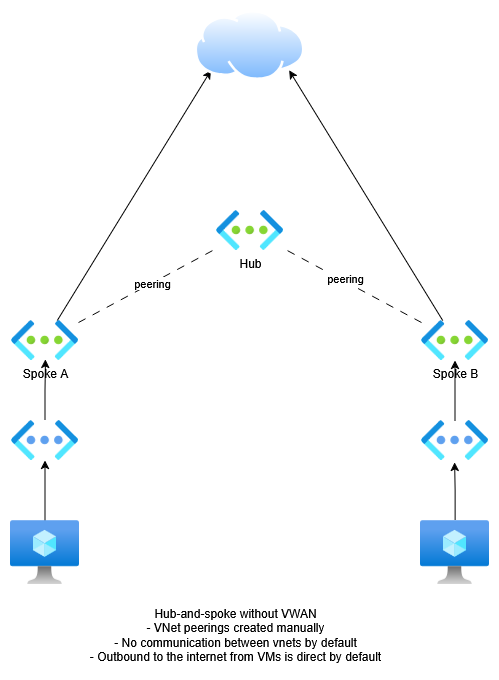 Hub
peering
peering
Spoke A
Spoke B
Hub-and-spoke without VWAN
- VNet peerings created manually
- No communication between vnets by default
- Outbound to the internet from VMs is direct by default